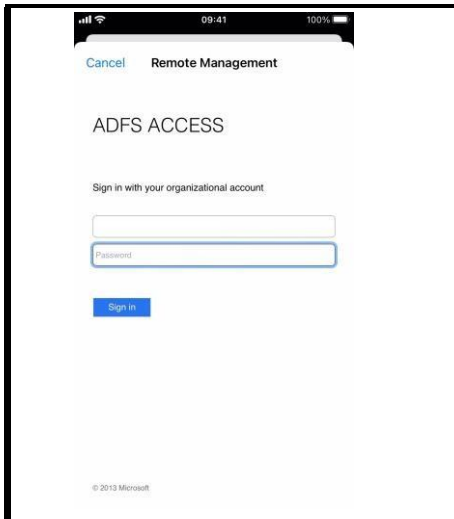 09:41 100%
Cancel Remote Management
ADFS ACCESS
Sign in with your organizational account
Password
Sign in
© 2013 Microsoft